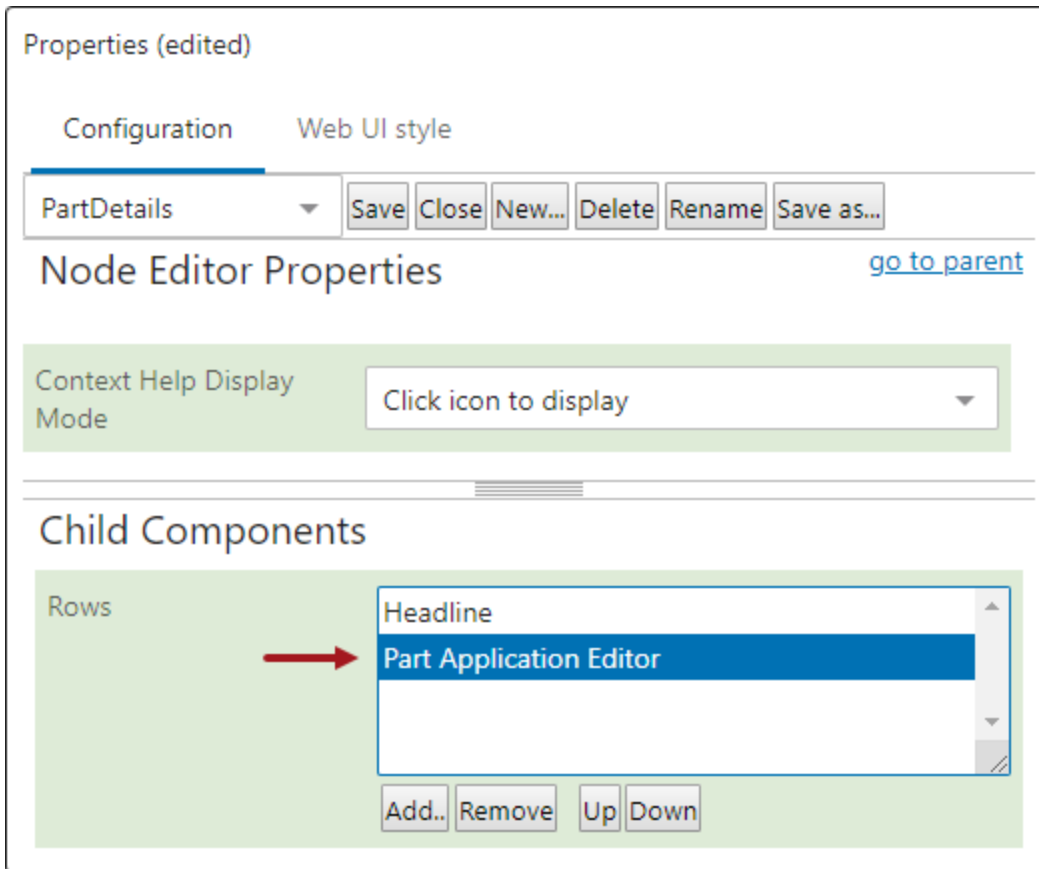 Properties (edited)
Configuration Web UI style
PartDetails Save Close New... Delete Rename Save as...
Node Editor Properties go to parent
Context Help Display
Mode
Click icon to display
Child Components
Rows
Headline
Part Application Editor
Add.. Remove Up Down